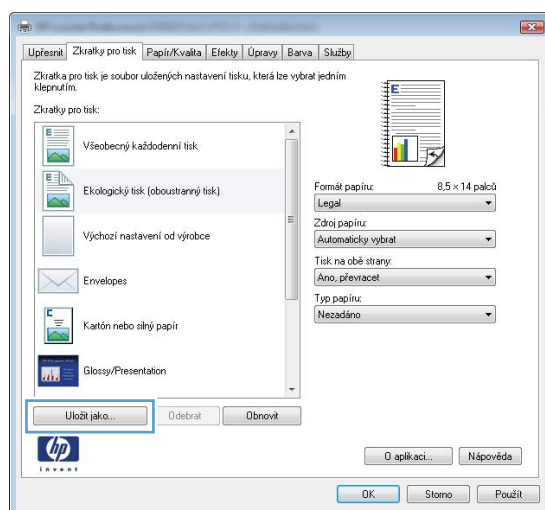 Upřesnit Zkratky pro tisk Papír/Kvalita Efekty Úpravy Barva Služby
Zkratka pro tisk je soubor uložených nastavení tisku, která lze vybrat jedním
klepnutím.
Zkratky pro tisk:
Všeobecný každodenní tisk
Ekologický tisk (oboustranný tisk)
Výchozí nastavení od výrobce
Envelopes
Kartón nebo silný papír
Glossy/Presentation
E
E
E
C
Formát papíru: 8,5 × 14 palců
Legal
Zdroj papíru:
Automaticky vybrat
Tisk na obě strany:
Ano, převracet
Typ papíru:
Nezadáno
Uložit jako... Odebrat Obnovit
hp
invent
O aplikaci... Nápověda
OK Storno Použít